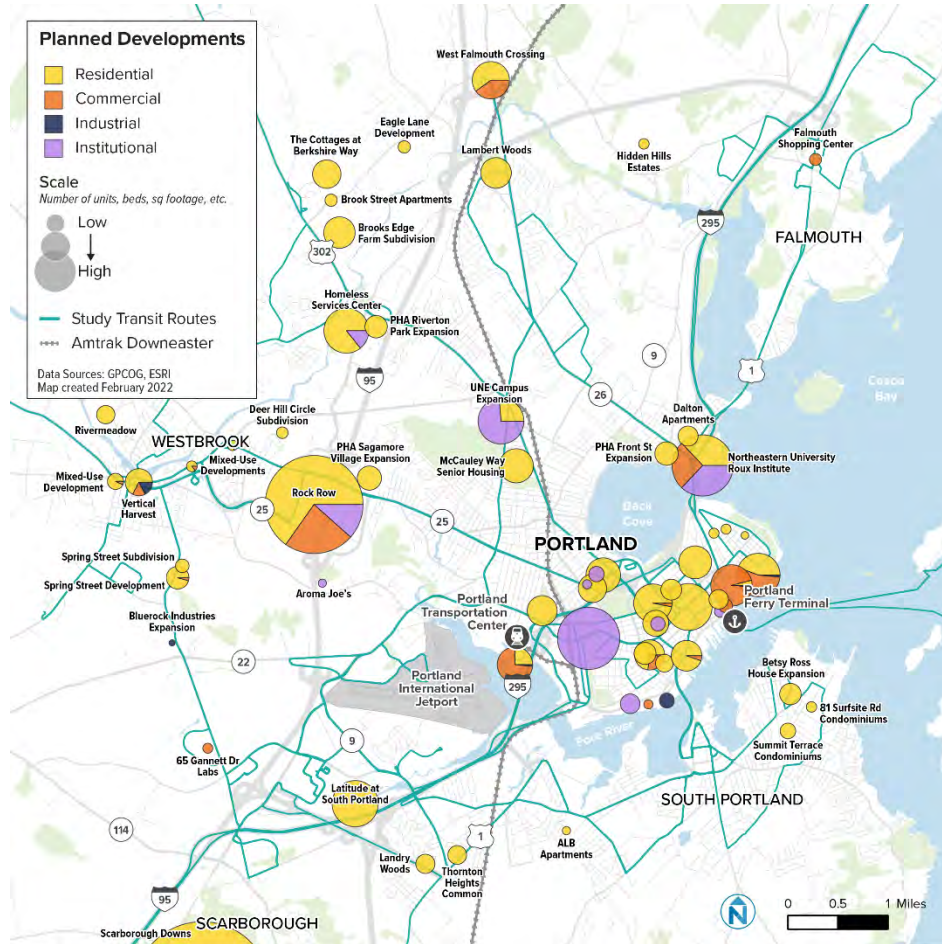 Planned Developments
Residential
Commercial
Industrial
Institutional
Scale
Number of units, beds, sq footage, etc.
Low
High
Study Transit Routes
Amtrak Downeaster
Data Sources: GPCOG, ESRI
Map created February 2022
West Falmouth Crossing
Eagle Lane
Development
The Cottages at
Berkshire Way
Lambert Woods
Hidden Hills
Estates
Falmouth
Shopping Center
Brook Street Apartments
Brooks Edge
Farm Subdivision
302
295
FALMOUTH
Homeless
Services Center
PHA Riverton
Park Expansion
95
9
1
26
Casco
Bay
UNE Campus
Expansion
Deer Hill Circle
Subdivision
Rivermeadow
WESTBROOK
Dalton
Apartments
PHA Front St
Expansion
Northeastern University
Roux Institute
McCauley Way
Senior Housing
PHA Sagamore
Village Expansion
Mixed-Use
Developments
Mixed-Use
Development
Vertical
Harvest
Rock Row
25
25
Back
Cove
PORTLAND
Spring Street Subdivision
Spring Street Development
Aroma Joe's
Bluerock Industries
Expansion
Portland
Transportation
Center
Portland
Ferry Terminal
22
Portland
International
Jetport
295
Betsy Ross
House Expansion
81 Surfsite Rd
Condominiums
Summit Terrace
Condominiums
Fore River
9
65 Gannett Dr
Labs
Latitude at
South Portland
SOUTH PORTLAND
114
1
ALB
Apartments
Landry
Woods
Thornton
Heights
Common
95
SCARBOROUGH
Scarborough Downs
N
0 0.5 1 Miles